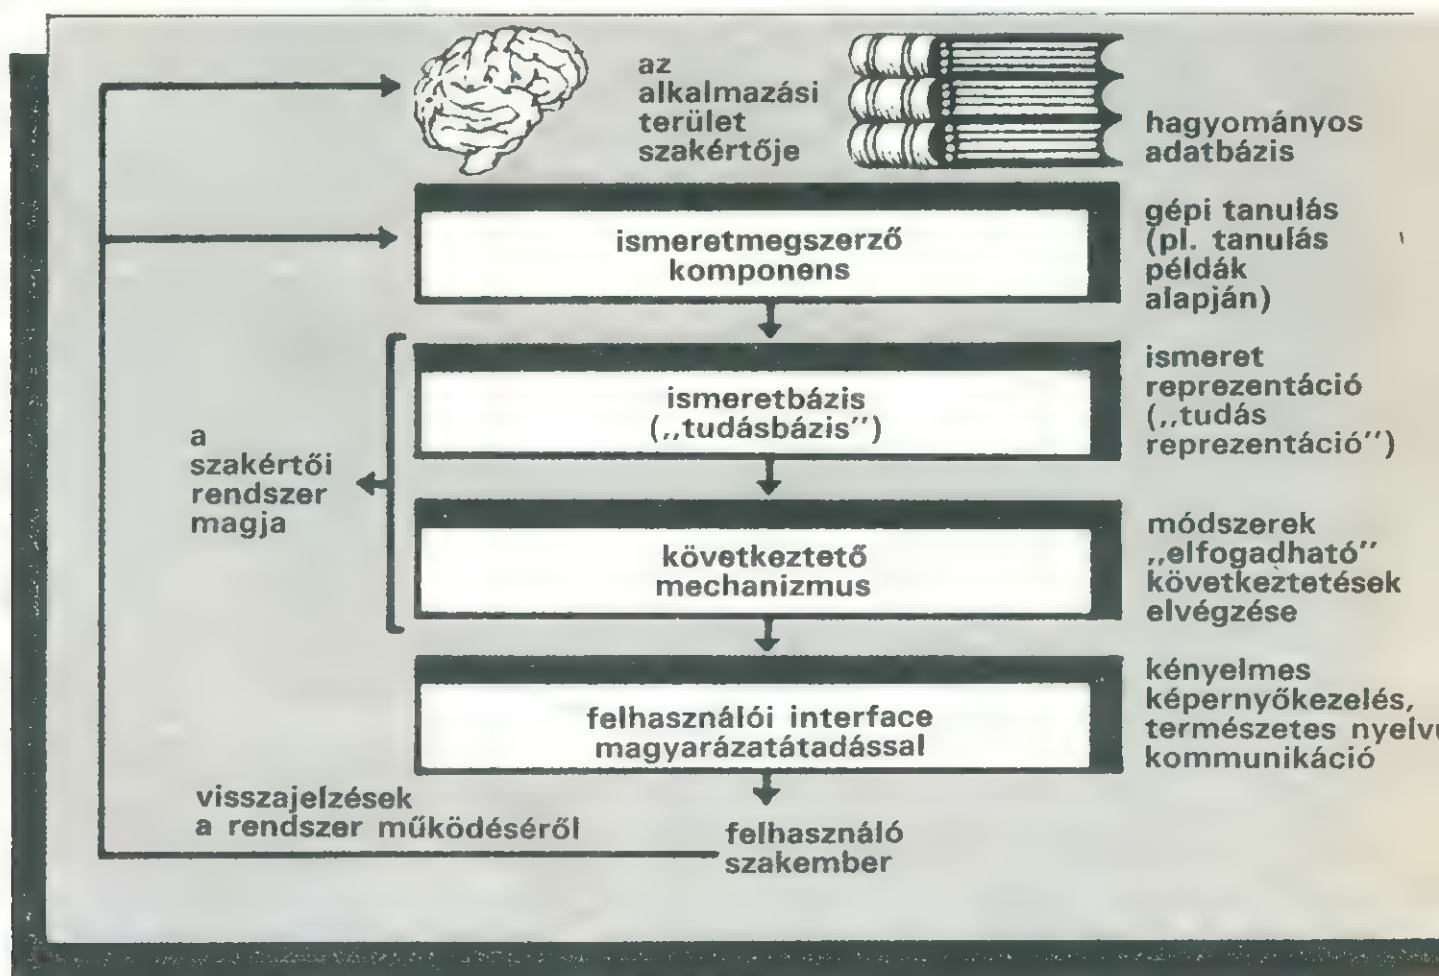 az
alkalmazási
terület
szakértője
hagyományos
adatbázis
ismeretmegszerző
komponens
gépi tanulás
(pl. tanulás
példák
alapján)
ismeretbázis
(„tudásbázis”)
ismeret
reprezentáció
(„tudás
reprezentáció”)
a
szakértői
rendszer
magja
következtető
mechanizmus
módszerek
„elfogadható”
következtetések
elvégzése
felhasználói interface
magyarázatátadással
kényelmes
képernyőkezelés,
természetes nyelvű
kommunikáció
visszajelzések
a rendszer működéséről
felhasználó
szakember